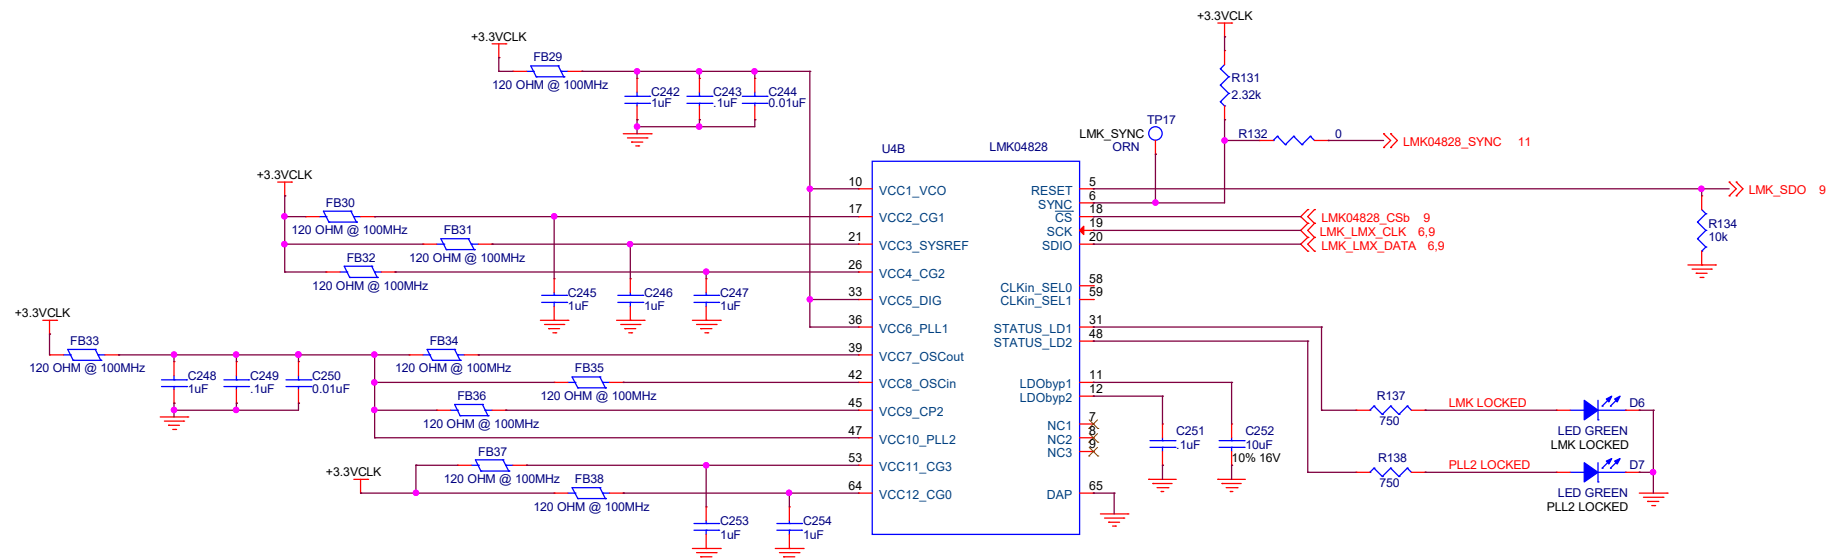 +3.3VCLK
+3.3VCLK
FB29
120 OHM @ 100MHz
C242
1uF
C243
.1uF
C244
0.01uF
R131
2.32k
TP17
LMK_SYNC
ORN
R132
0
LMK04828_SYNC 11
U4B
LMK04828
+3.3VCLK
10
VCC1_VCO
RESET
5
LMK_SDO 9
SYNC
6
FB30
120 OHM @ 100MHz
17
VCC2_CG1
CS
18
LMK04828_CSb 9
SCK
19
LMK_LMX_CLK 6,9
R134
10k
FB31
120 OHM @ 100MHz
21
VCC3_SYSREF
SDIO
20
LMK_LMX_DATA 6,9
FB32
120 OHM @ 100MHz
26
VCC4_CG2
CLKin_SEL0
58
CLKin_SEL1
59
C245
1uF
C246
1uF
C247
1uF
33
VCC5_DIG
+3.3VCLK
36
VCC6_PLL1
STATUS_LD1
31
STATUS_LD2
48
FB33
120 OHM @ 100MHz
FB34
120 OHM @ 100MHz
39
VCC7_OSCout
C248
1uF
C249
.1uF
C250
0.01uF
FB35
120 OHM @ 100MHz
42
VCC8_OSCin
LDObyp1
11
LDObyp2
12
FB36
120 OHM @ 100MHz
45
VCC9_CP2
R137
750
LMK LOCKED
D6
LED GREEN
LMK LOCKED
NC1
7
NC2
8
NC3
9
C251
.1uF
C252
10uF
10% 16V
47
VCC10_PLL2
FB37
120 OHM @ 100MHz
53
VCC11_CG3
+3.3VCLK
R138
750
PLL2 LOCKED
D7
LED GREEN
PLL2 LOCKED
FB38
120 OHM @ 100MHz
64
VCC12_CG0
DAP
65
C253
1uF
C254
1uF